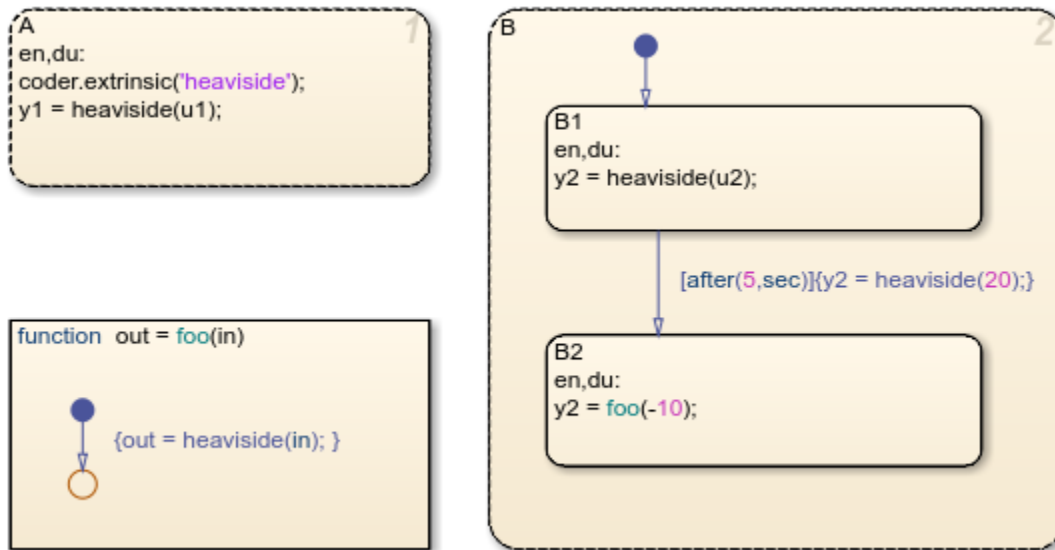 A
1
en,du:
coder.extrinsic('heaviside');
y1 = heaviside(u1);
B
2
B1
en,du:
y2 = heaviside(u2);
[after(5,sec)]{y2 = heaviside(20);}
B2
en,du:
y2 = foo(-10);
function out = foo(in)
{out = heaviside(in); }